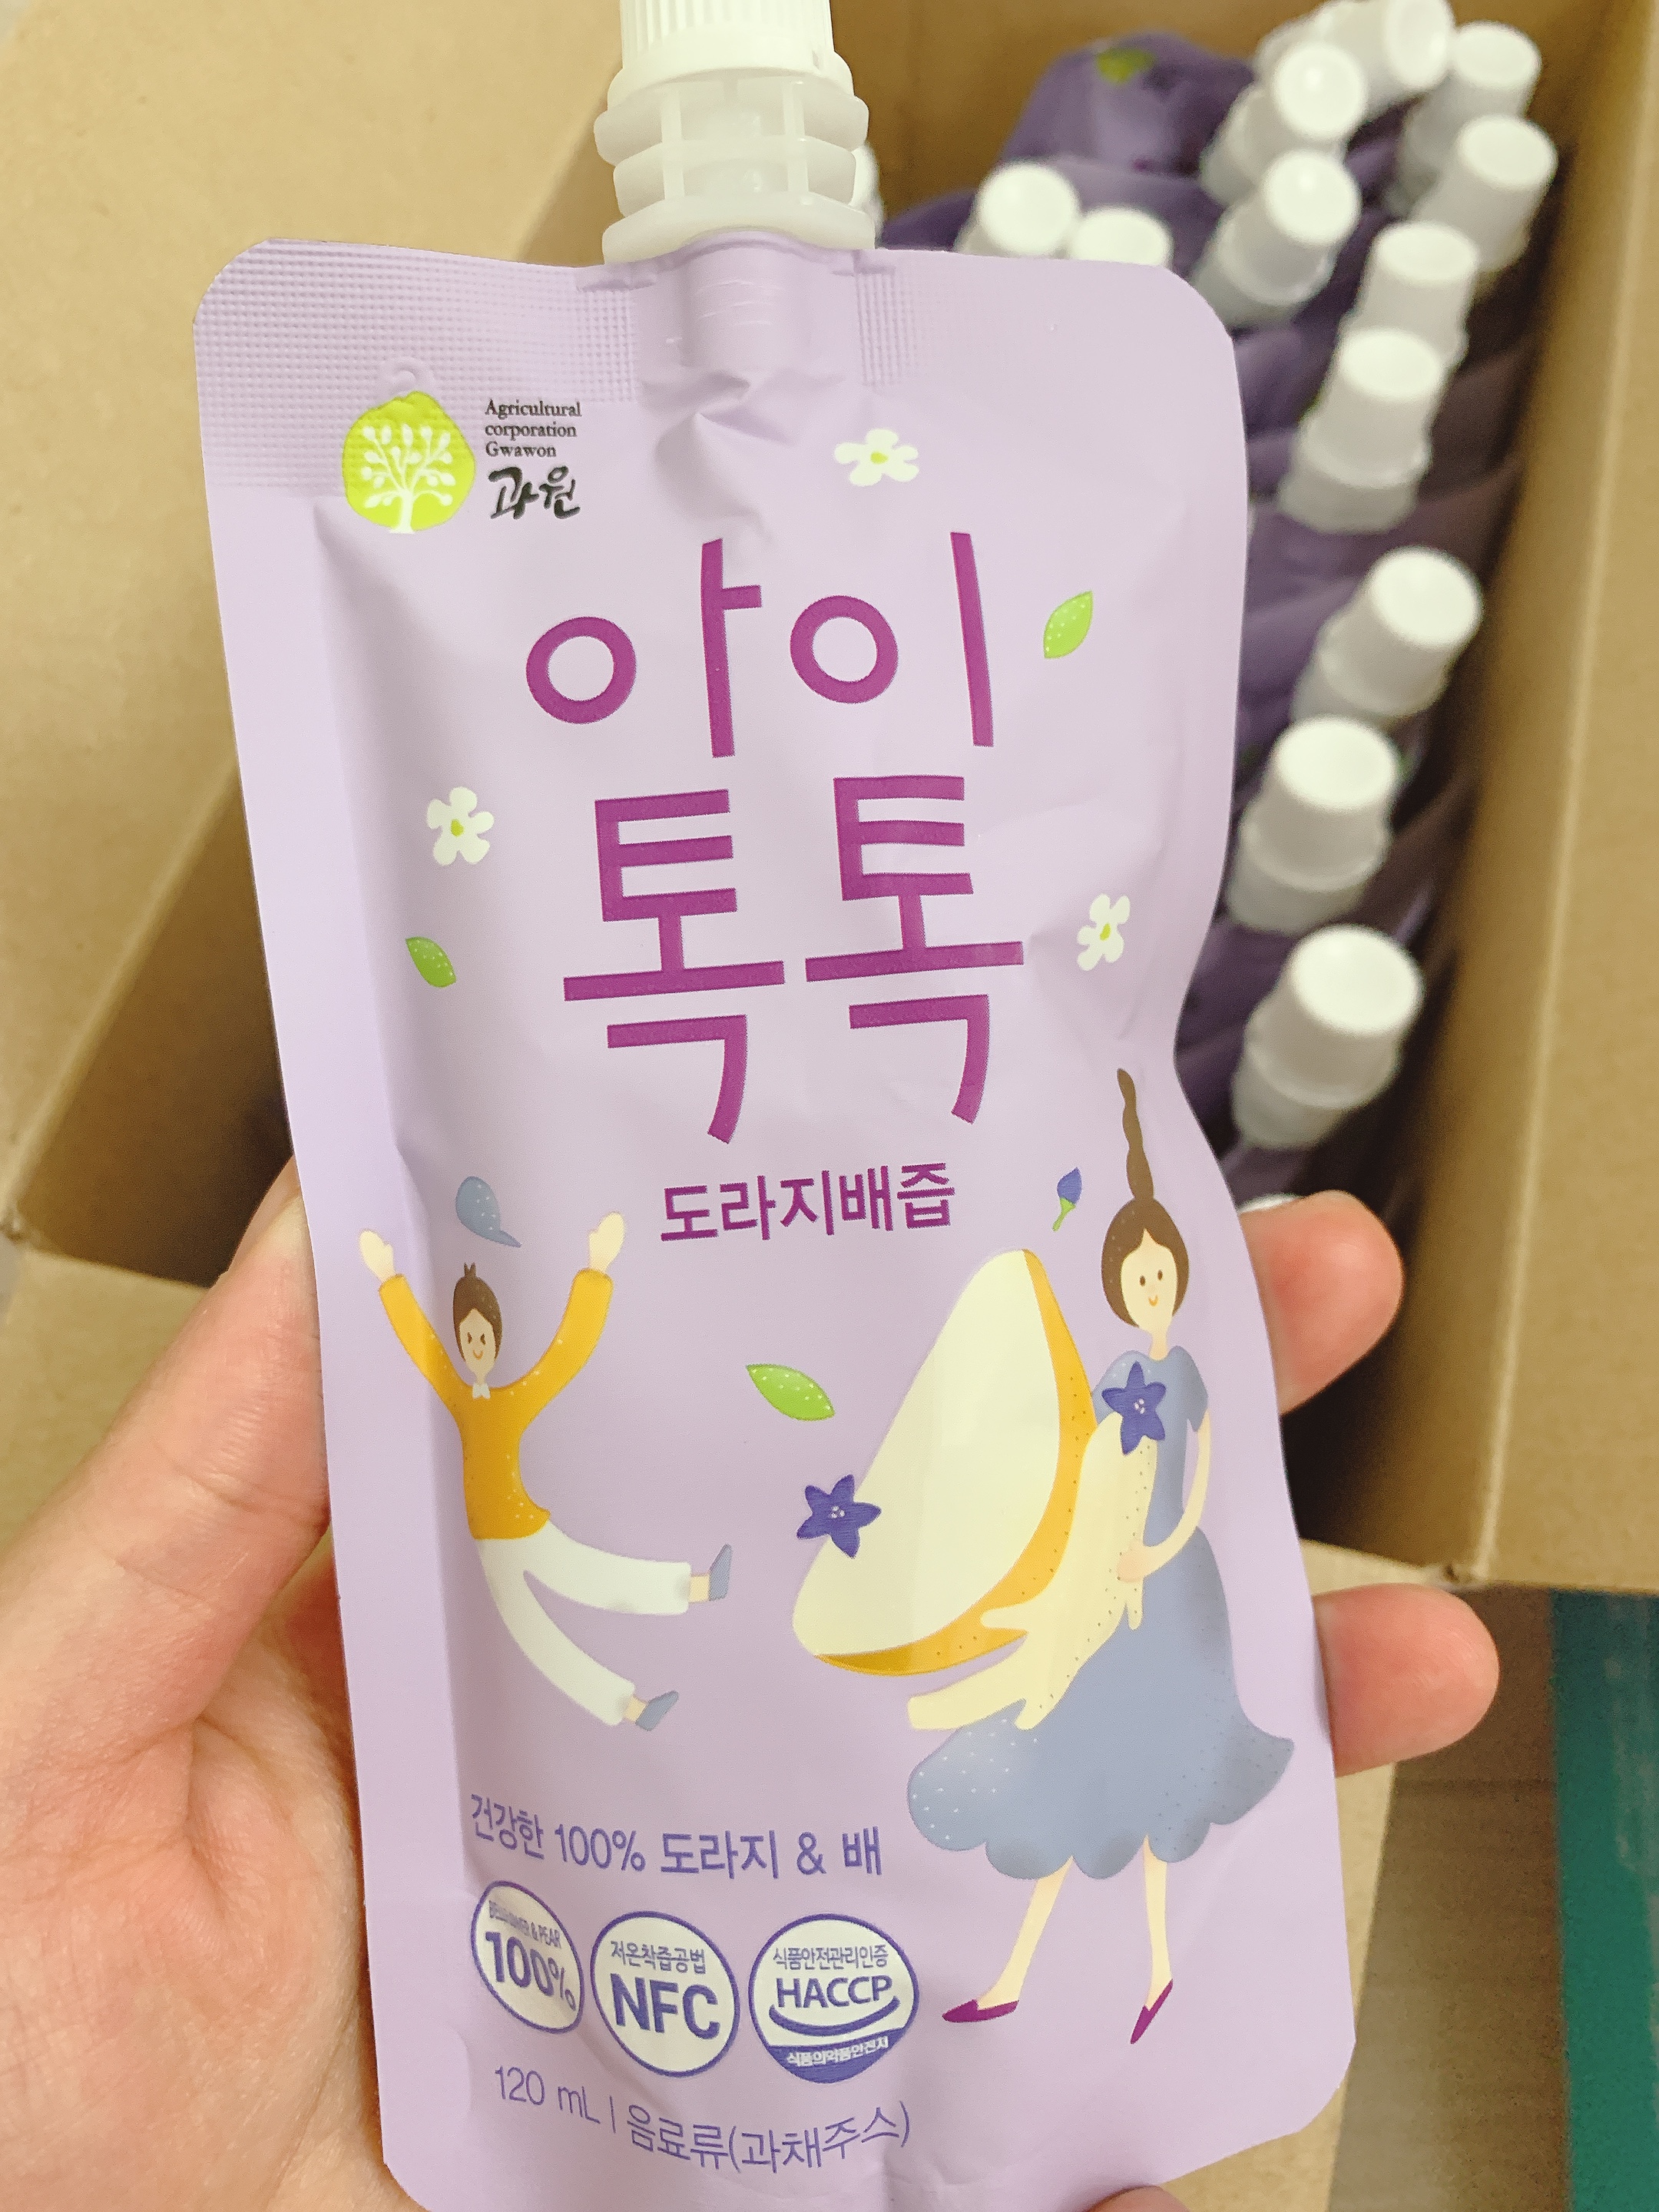 Agricultural
corporation
Gwawon
과원
아이
톡톡
도라지배즙
건강한 100% 도라지 & 배
BELLFLOWER & PEAR
100%
저온착즙공법
NFC
식품안전관리인증
HACCP
식품의약품안전처
120 mL | 음료류(과채주스)